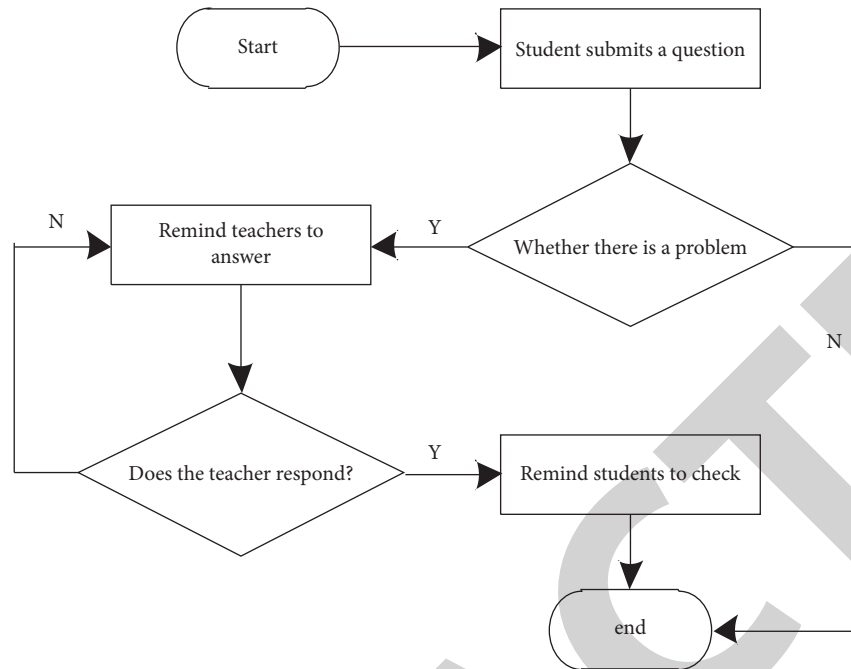 Start
Student submits a question
N
Remind teachers to
answer
Y
Whether there is a problem
N
Does the teacher respond?
Y
Remind students to check
end